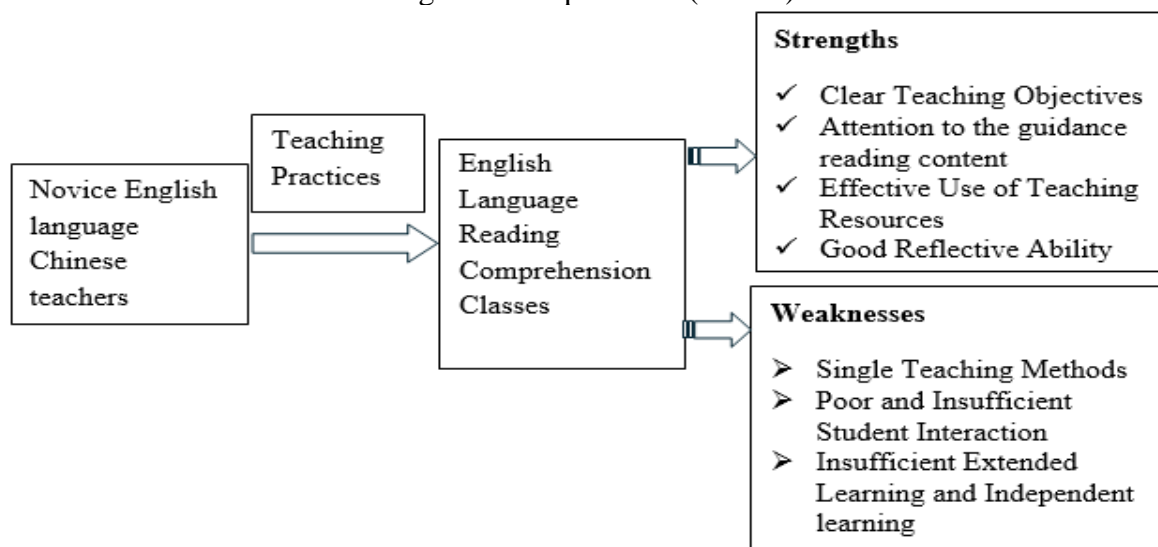 Novice English
language
Chinese
teachers
Teaching
Practices
English
Language
Reading
Comprehension
Classes
Strengths
✓ Clear Teaching Objectives
✓ Attention to the guidance
reading content
✓ Effective Use of Teaching
Resources
✓ Good Reflective Ability
Weaknesses
➢ Single Teaching Methods
➢ Poor and Insufficient
Student Interaction
➢ Insufficient Extended
Learning and Independent
learning